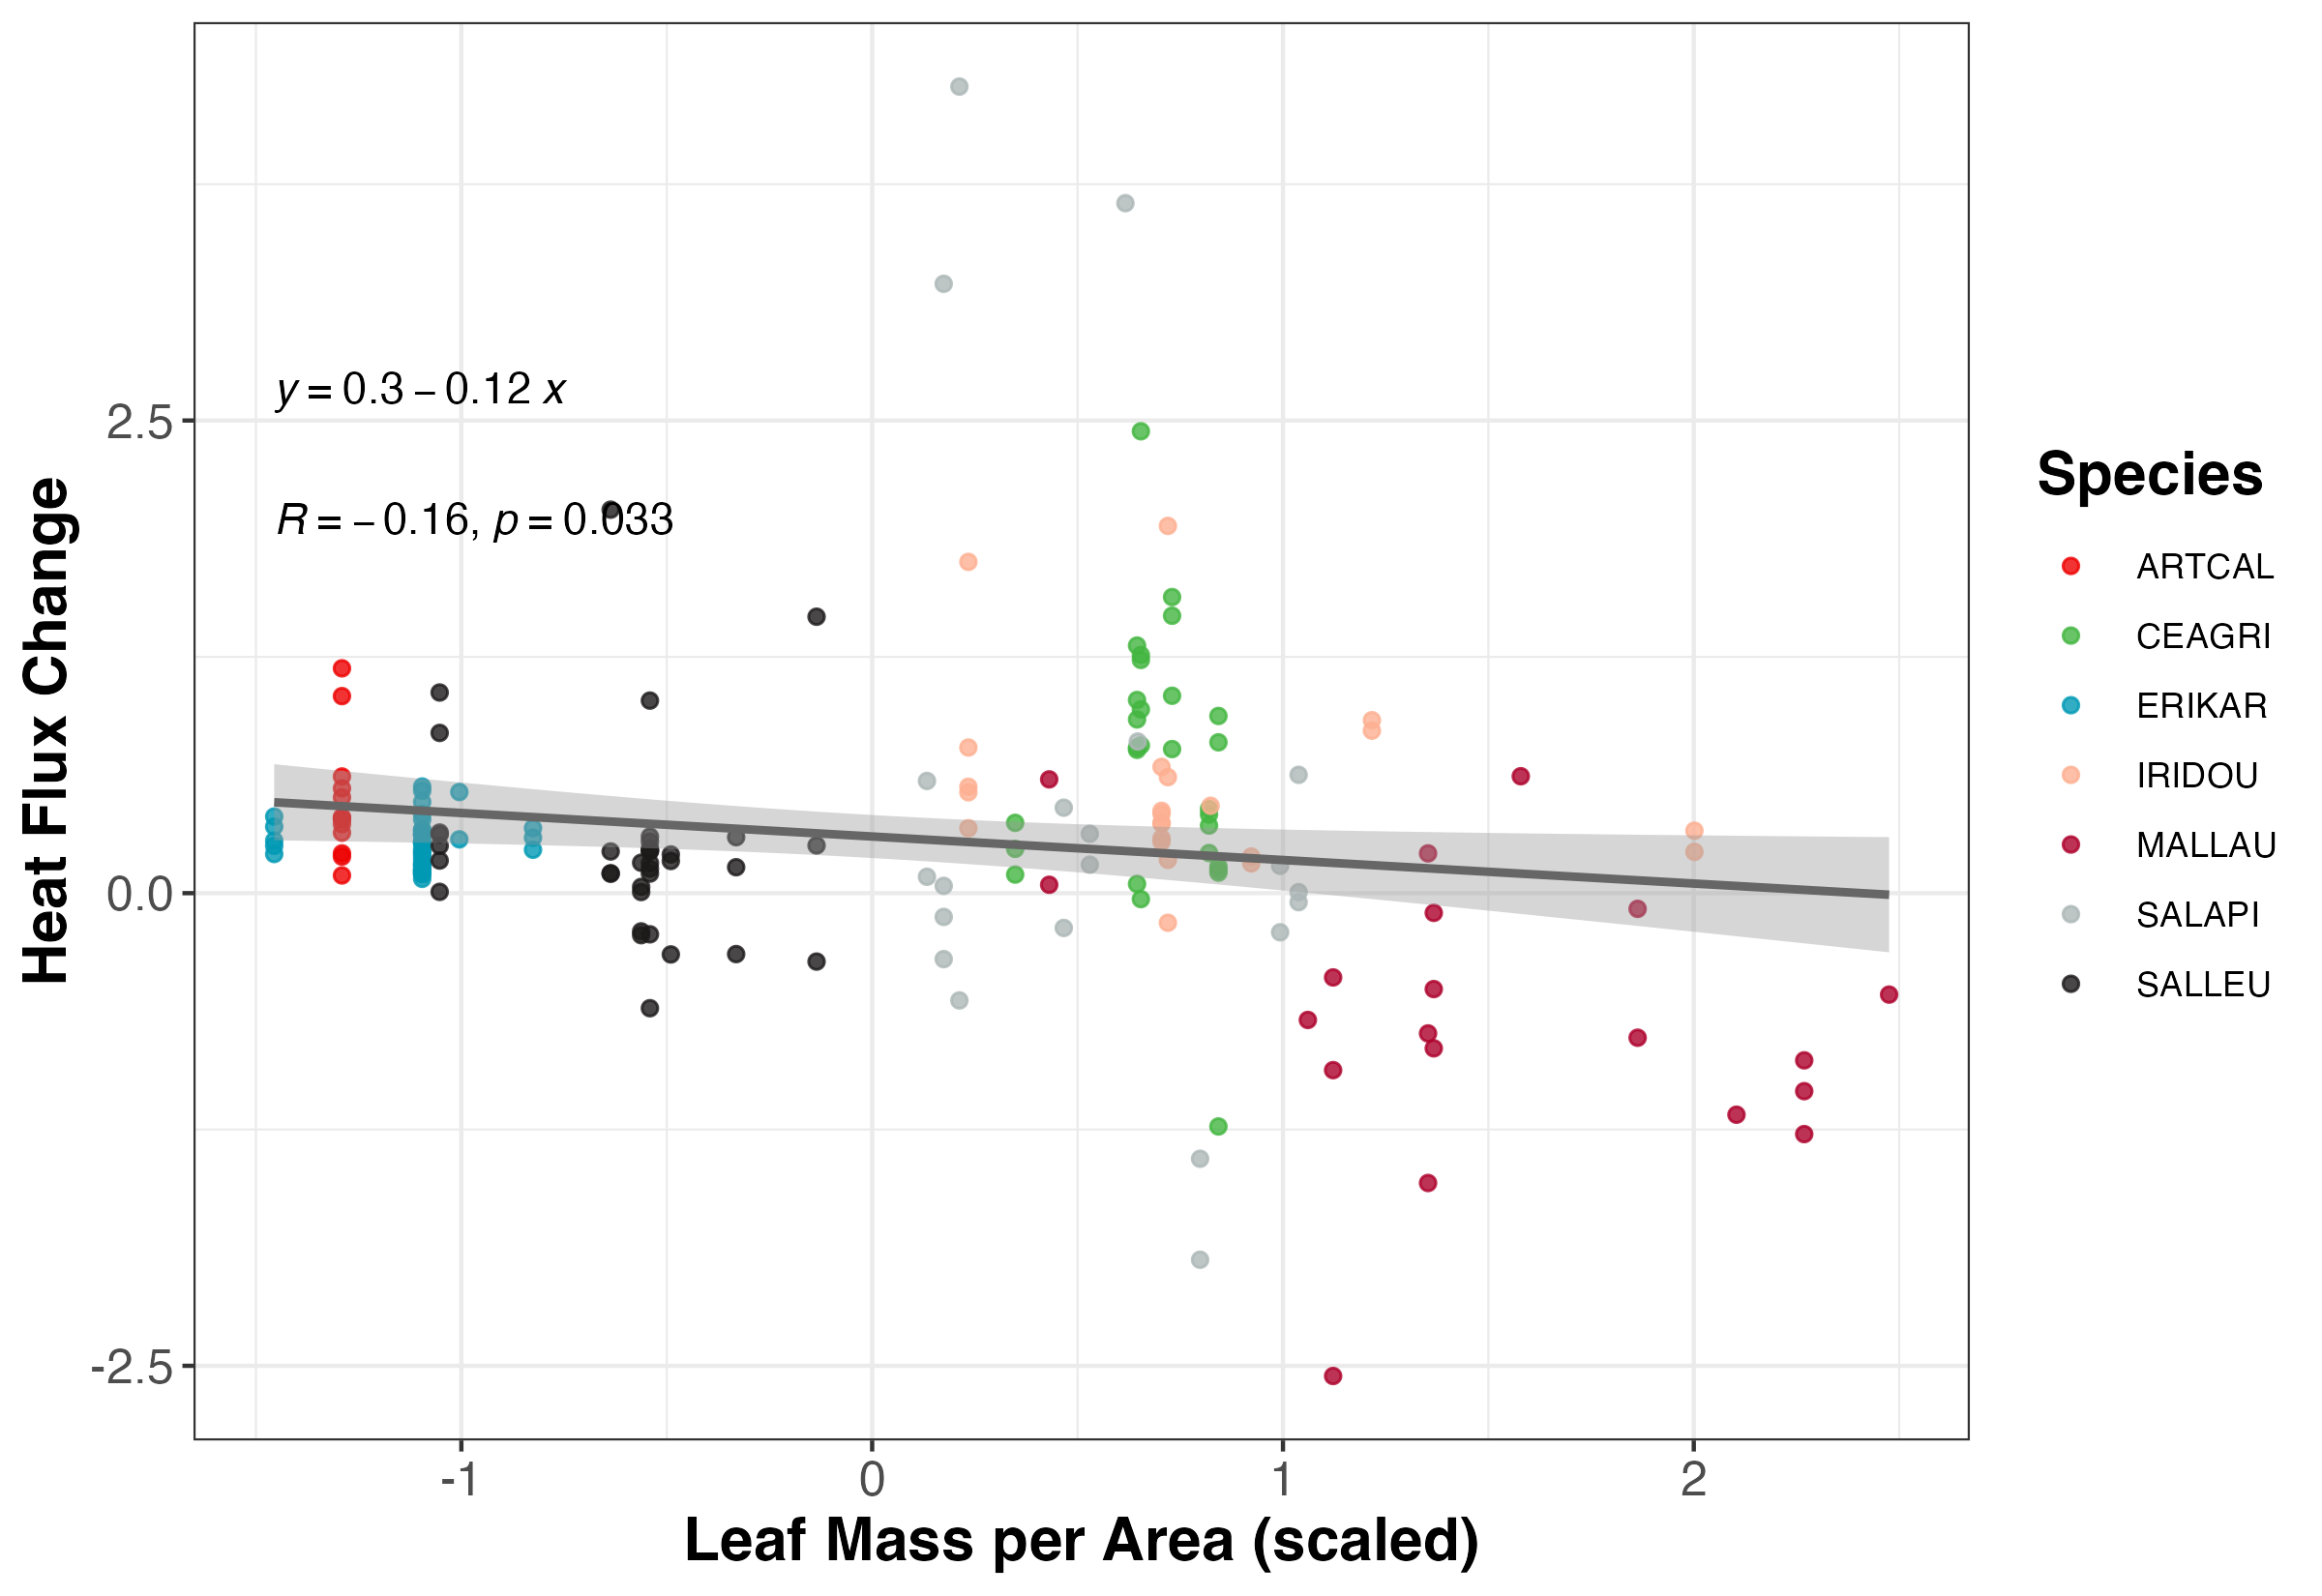 y = 0.3 − 0.12 x
R = − 0.16, p = 0.033
Heat Flux Change
2.5
0.0
-2.5
-1
0
1
2
Leaf Mass per Area (scaled)
Species
ARTCAL
CEAGRI
ERIKAR
IRIDOU
MALLAU
SALAPI
SALLEU